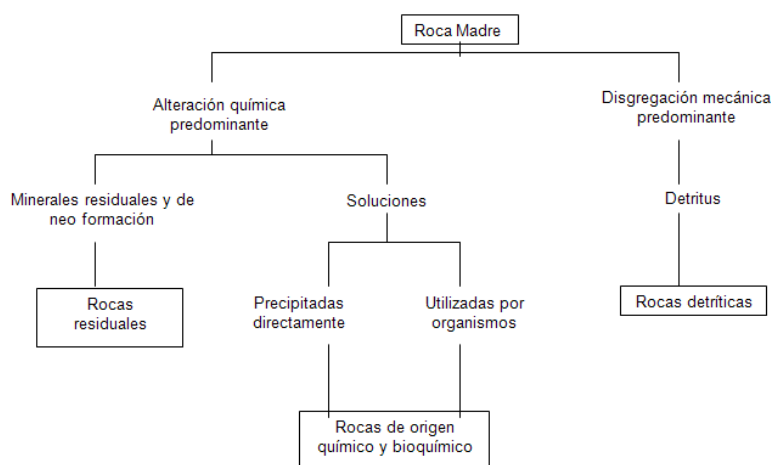 Roca Madre
Alteración química
predominante
Disgregación mecánica
predominante
Minerales residuales y de
neo formación
Soluciones
Detritus
Rocas
residuales
Precipitadas
directamente
Utilizadas por
organismos
Rocas detríticas
Rocas de origen
químico y bioquímico